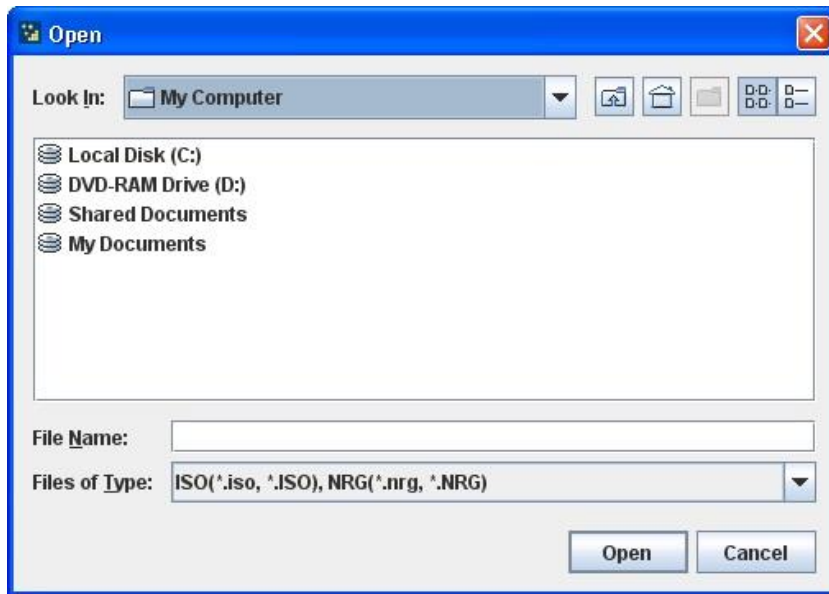 Open
Look In: My Computer
Local Disk (C:)
DVD-RAM Drive (D:)
Shared Documents
My Documents
File Name:
Files of Type: ISO(*.iso, *.ISO), NRG(*.nrg, *.NRG)
Open Cancel